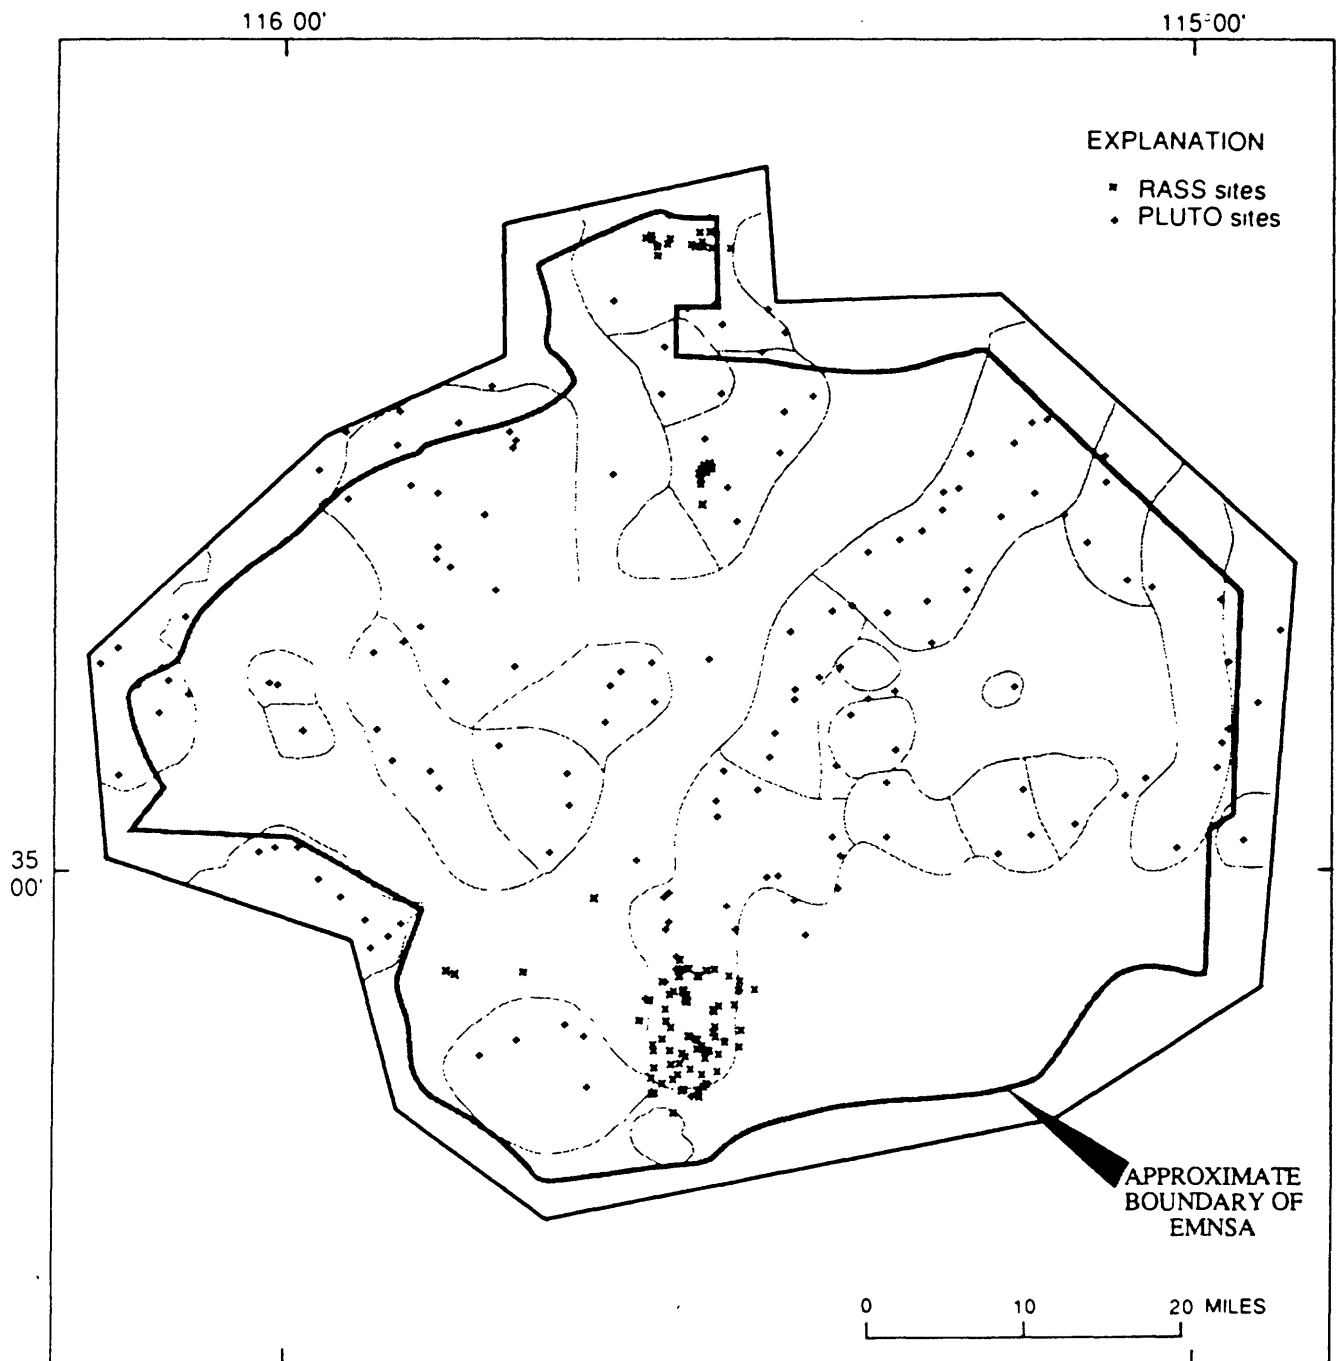 116 00'
115°00'
EXPLANATION
RASS sites
PLUTO sites
35
00'
APPROXIMATE
BOUNDARY OF
EMNSA
0 10 20 MILES